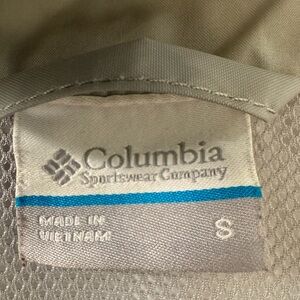 Columbia
Sportswear Company
MADE IN
VIETNAM
S